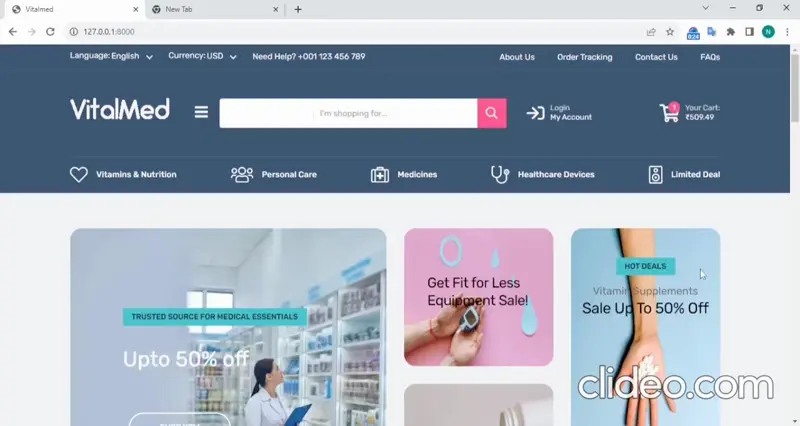 Vitalmed
New Tab
127.0.0.1:8000
N
0:24
Language: English
Currency: USD
Need Help? +001 123 456 789
About Us
Order Tracking
Contact Us
FAQs
VitalMed
I'm shopping for...
Login
My Account
1
Your Cart:
₹509.49
Vitamins & Nutrition
Personal Care
Medicines
Healthcare Devices
Limited Deal
TRUSTED SOURCE FOR MEDICAL ESSENTIALS
Upto 50% off
Get Fit for Less
Equipment Sale!
HOT DEALS
Vitamin Supplements
Sale Up To 50% Off
clideo.com